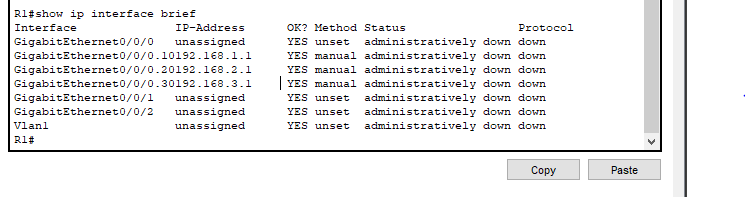 R1#show ip interface brief
Interface IP-Address OK? Method Status Protocol
GigabitEthernet0/0/0 unassigned YES unset administratively down down
GigabitEthernet0/0/0.10192.168.1.1 YES manual administratively down down
GigabitEthernet0/0/0.20192.168.2.1 YES manual administratively down down
GigabitEthernet0/0/0.30192.168.3.1 YES manual administratively down down
GigabitEthernet0/0/1 unassigned YES unset administratively down down
GigabitEthernet0/0/2 unassigned YES unset administratively down down
Vlan1 unassigned YES unset administratively down down
R1#
Copy Paste